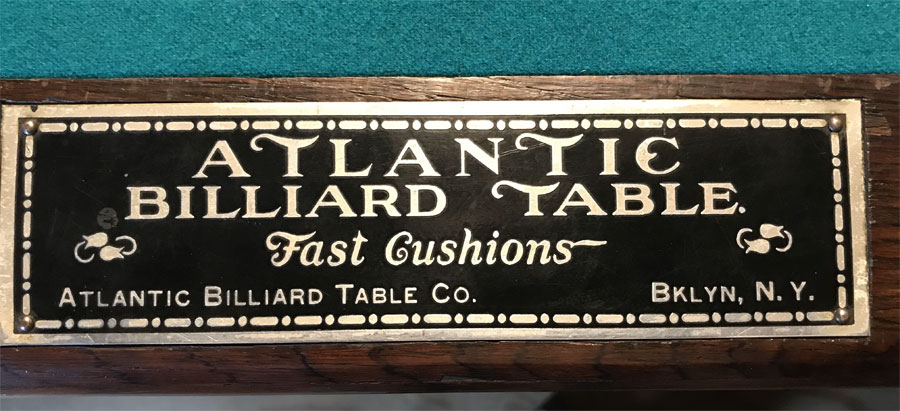 ATLANTIC
BILLIARD TABLE.
Fast Cushions
ATLANTIC BILLIARD TABLE CO. BKLYN, N. Y.